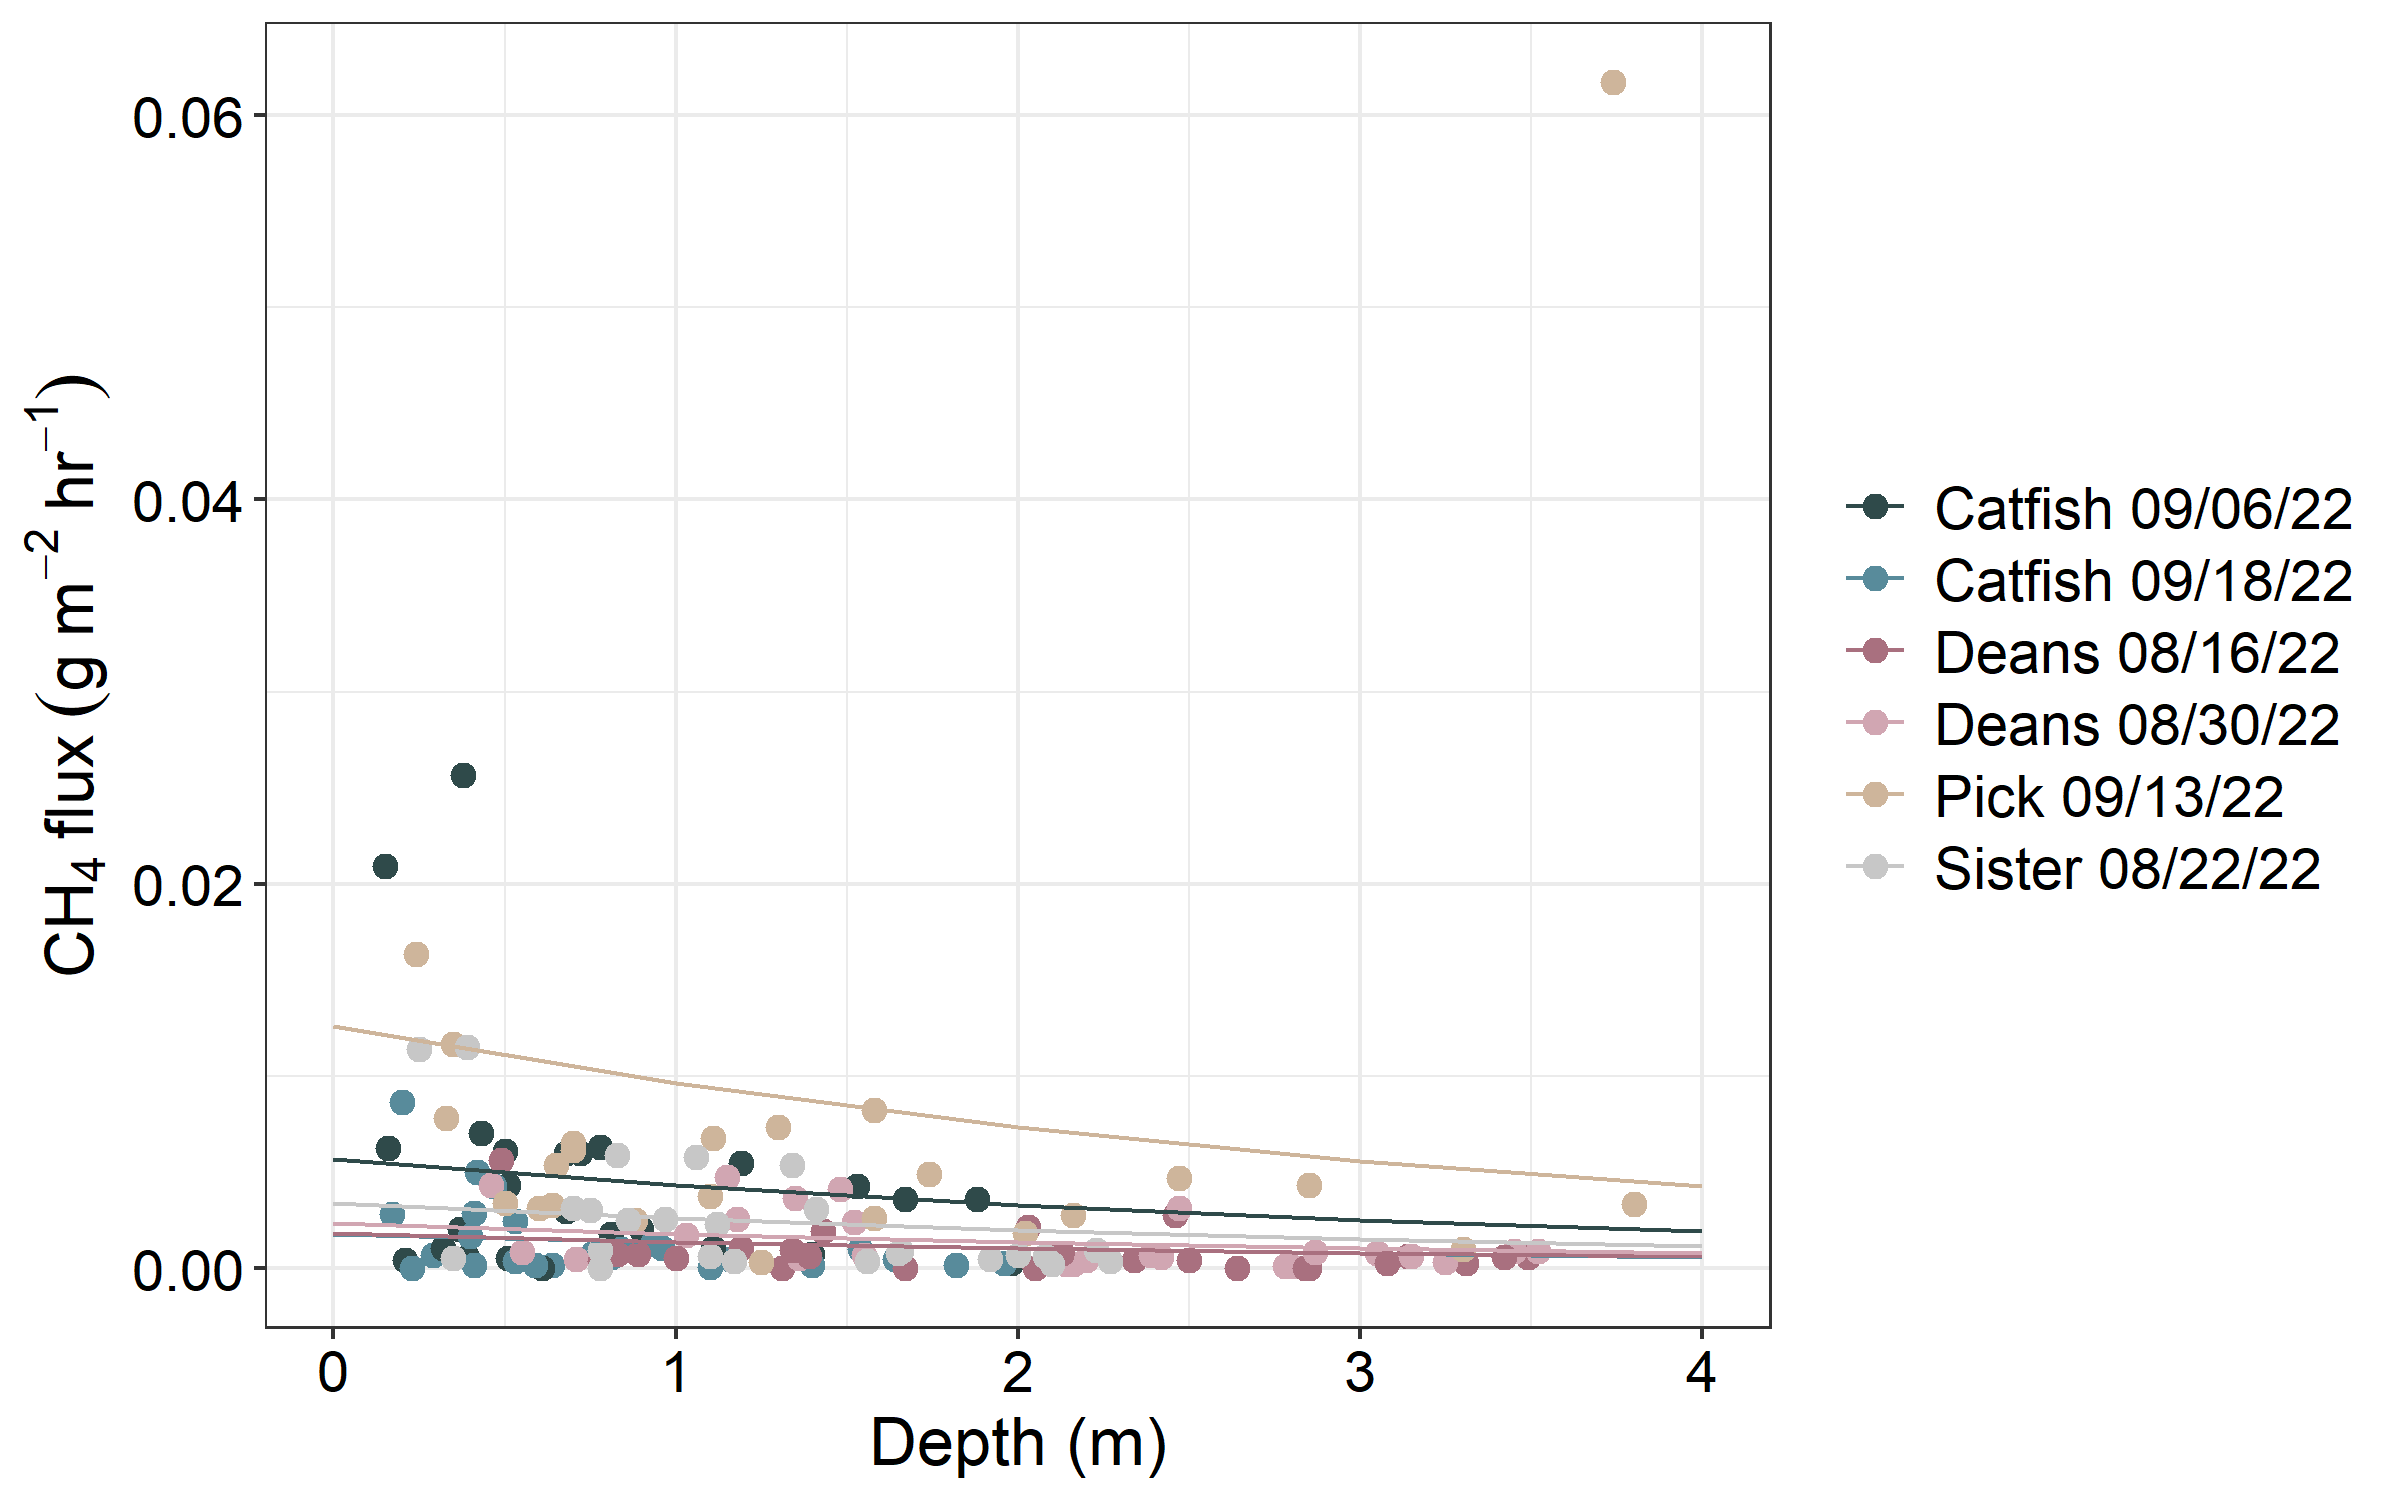 0.06
0.04
0.02
0.00
CH₄ flux (g m⁻² hr⁻¹)
0 1 2 3 4
Depth (m)
Catfish 09/06/22
Catfish 09/18/22
Deans 08/16/22
Deans 08/30/22
Pick 09/13/22
Sister 08/22/22